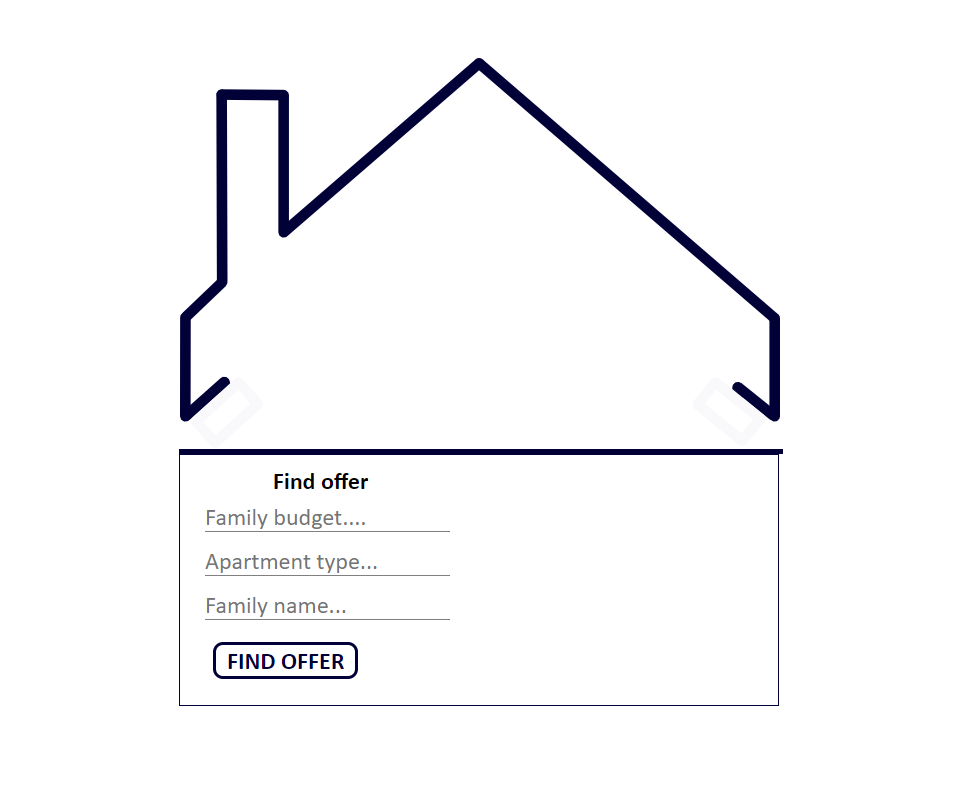 Find offer
Family budget....
Apartment type...
Family name...
FIND OFFER